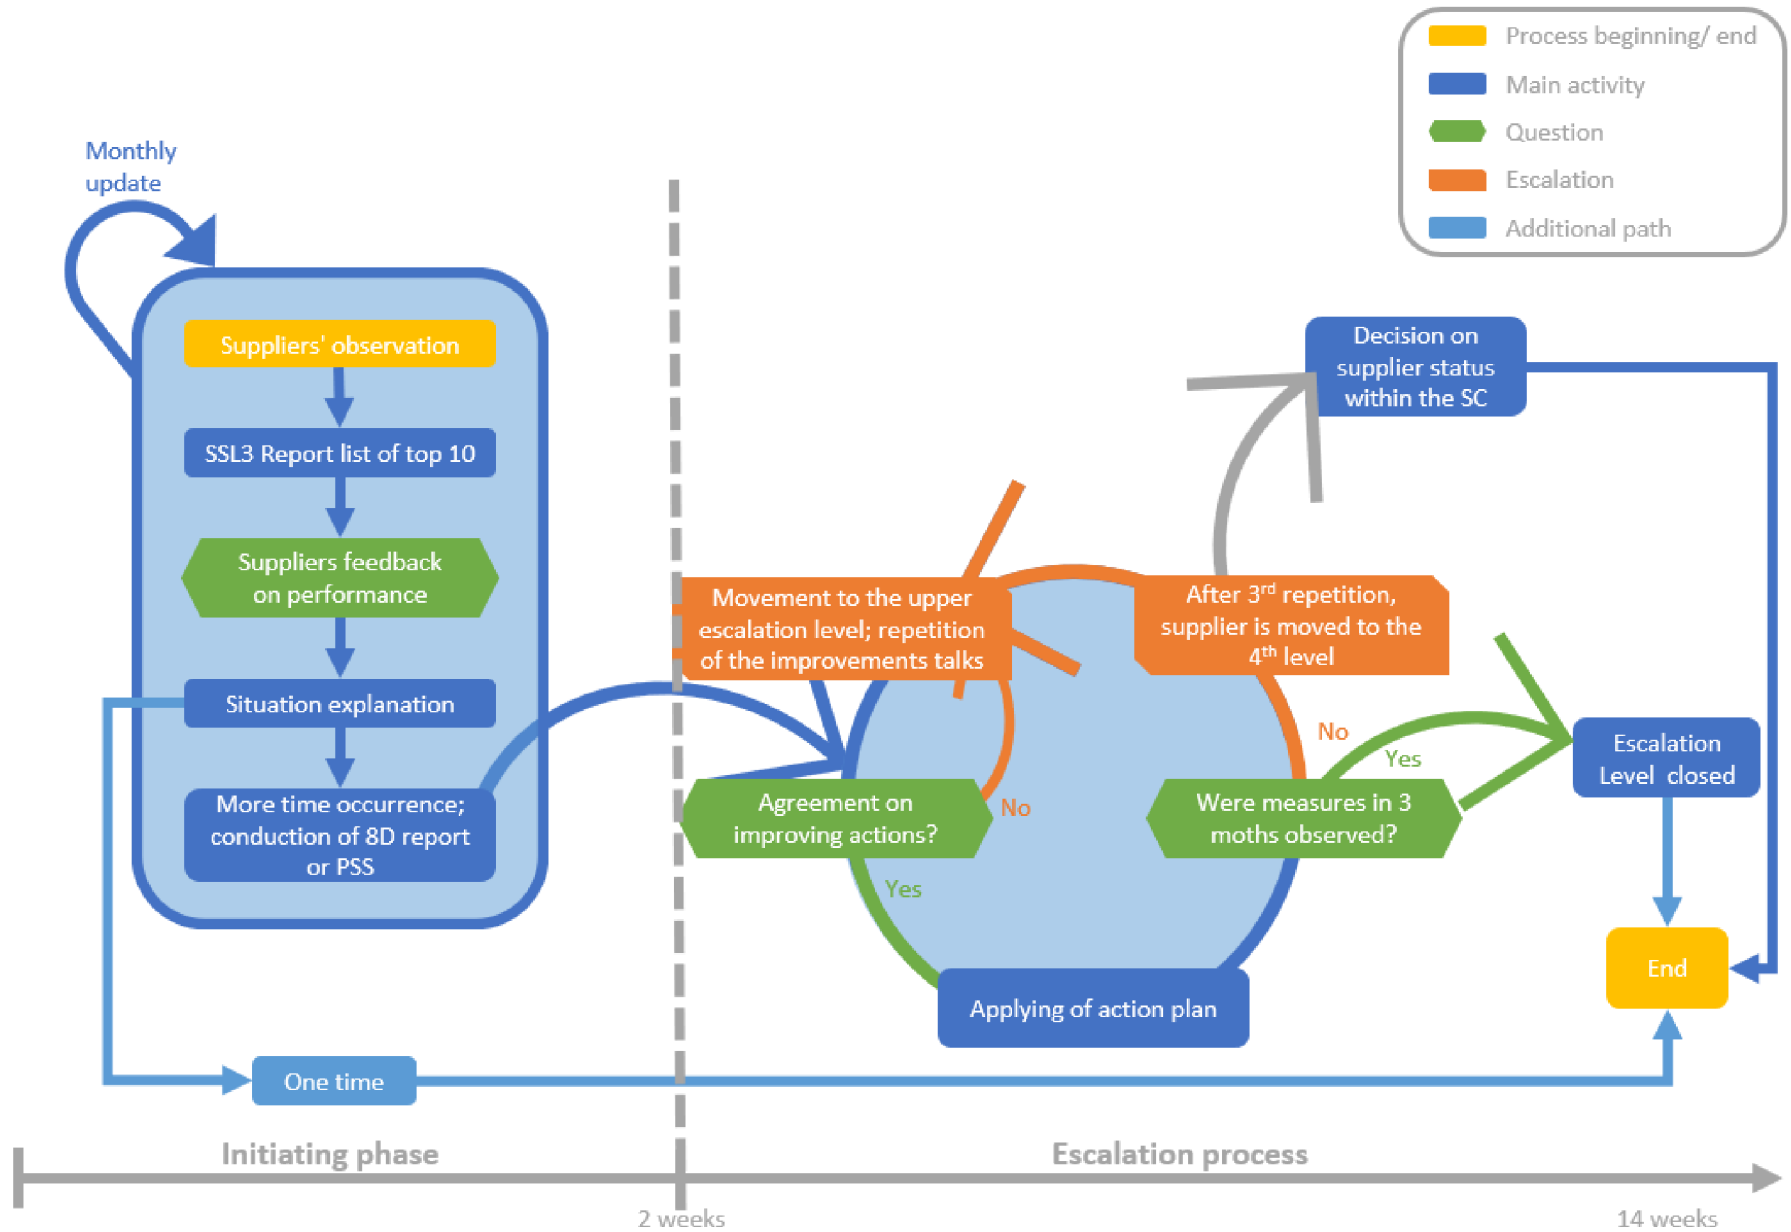 Process beginning/ end
Main activity
Question
Escalation
Additional path
Monthly
update
Suppliers' observation
SSL3 Report list of top 10
Suppliers feedback
on performance
Situation explanation
More time occurrence;
conduction of 8D report
or PSS
One time
Movement to the upper
escalation level; repetition
of the improvements talks
Agreement on
improving actions?
No
Yes
Applying of action plan
After 3rd repetition,
supplier is moved to the
4th level
No
Yes
Were measures in 3
moths observed?
Decision on
supplier status
within the SC
Escalation
Level closed
End
Initiating phase
Escalation process
2 weeks
14 weeks